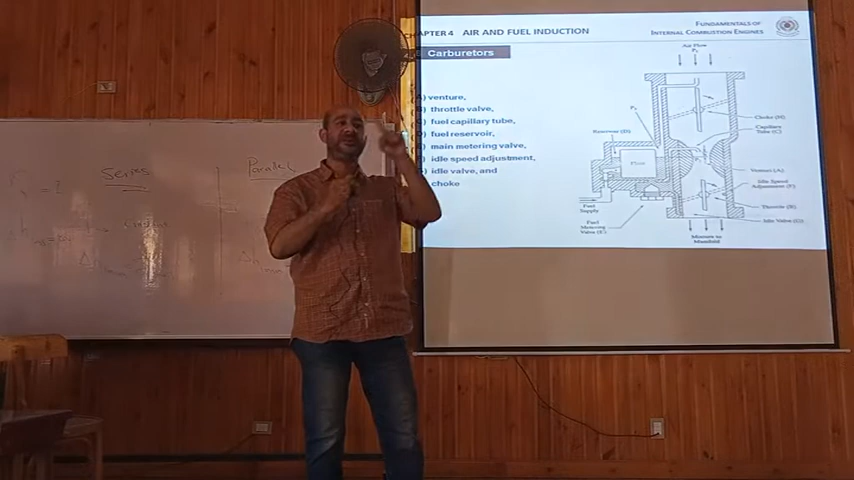 Series
Parallel
CHAPTER 4 AIR AND FUEL INDUCTION
FUNDAMENTALS OF
INTERNAL COMBUSTION ENGINES
Carburetors
) venture,
) throttle valve,
) fuel capillary tube,
) fuel reservoir,
) main metering valve,
) idle speed adjustment,
) idle valve, and
) choke
Air Flow
Choke (H)
Capillary
Tube (C)
Reservoir (D)
Float
Venturi (A)
Idle Speed
Adjustment (F)
Throttle (B)
Idle Valve (G)
Fuel
Supply
Fuel
Metering
Valve (E)
Mixture to
Manifold